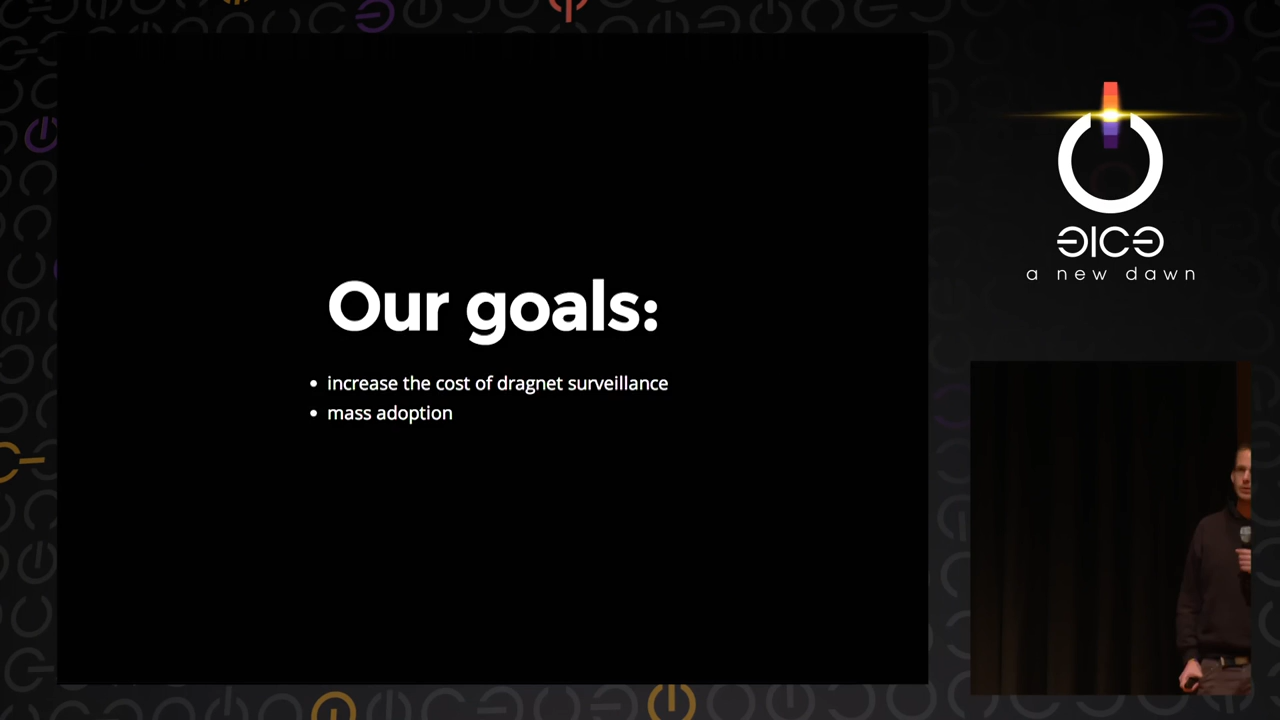 Our goals:
• increase the cost of dragnet surveillance
• mass adoption
a new dawn